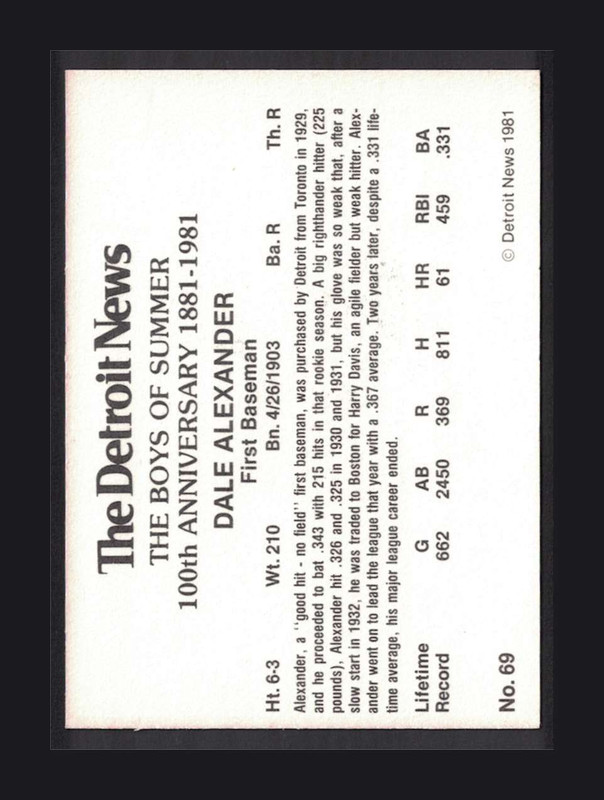 The Detroit News
THE BOYS OF SUMMER
100th ANNIVERSARY 1881-1981
DALE ALEXANDER
First Baseman
Ht. 6-3 Wt. 210 Bn. 4/26/1903 Ba. R Th. R
Alexander, a "good hit - no field" first baseman, was purchased by Detroit from Toronto in 1929,
and he proceeded to bat .343 with 215 hits in that rookie season. A big righthander hitter (225
pounds), Alexander hit .326 and .325 in 1930 and 1931, but his glove was so weak that, after a
slow start in 1932, he was traded to Boston for Harry Davis, an agile fielder but weak hitter. Alex-
ander went on to lead the league that year with a .367 average. Two years later, despite a .331 life-
time average, his major league career ended.
Lifetime G AB R H HR RBI BA
Record 662 2450 369 811 61 459 .331
No. 69 © Detroit News 1981